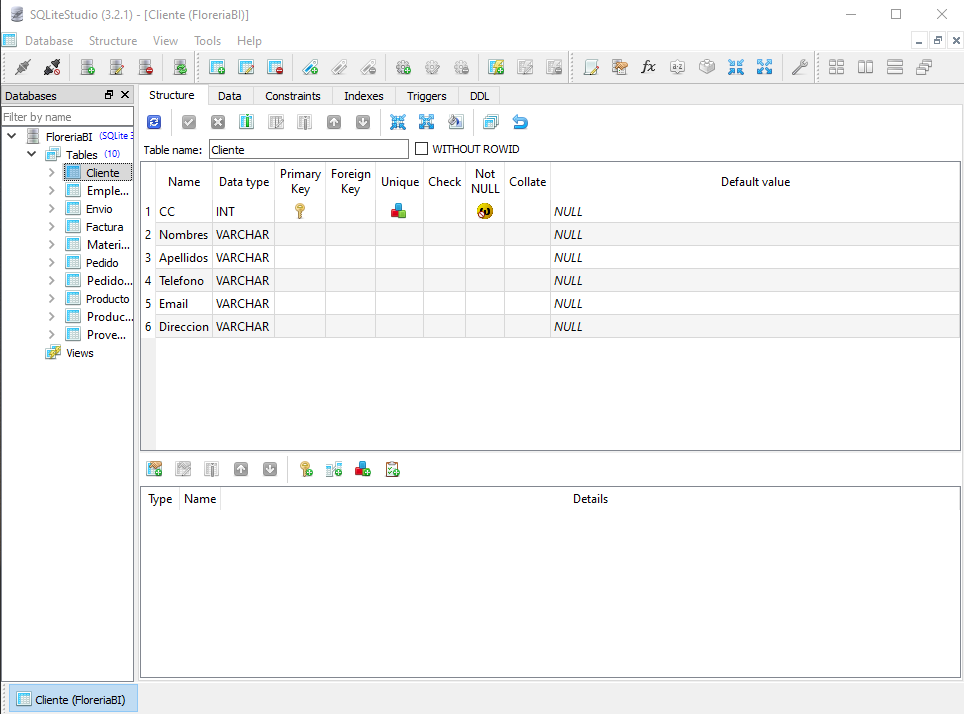 SQLiteStudio (3.2.1) - [Cliente (FloreriaBI)]
Database Structure View Tools Help
Databases
Filter by name
FloreriaBI (SQLite 3
Tables (10)
Cliente
Emple...
Envio
Factura
Materi...
Pedido
Pedido...
Producto
Produc...
Prove...
Views
Structure Data Constraints Indexes Triggers DDL
Table name: Cliente WITHOUT ROWID
Name Data type Primary Key Foreign Key Unique Check Not NULL Collate Default value
1 CC INT NULL
2 Nombres VARCHAR NULL
3 Apellidos VARCHAR NULL
4 Telefono VARCHAR NULL
5 Email VARCHAR NULL
6 Direccion VARCHAR NULL
Type Name Details
Cliente (FloreriaBI)